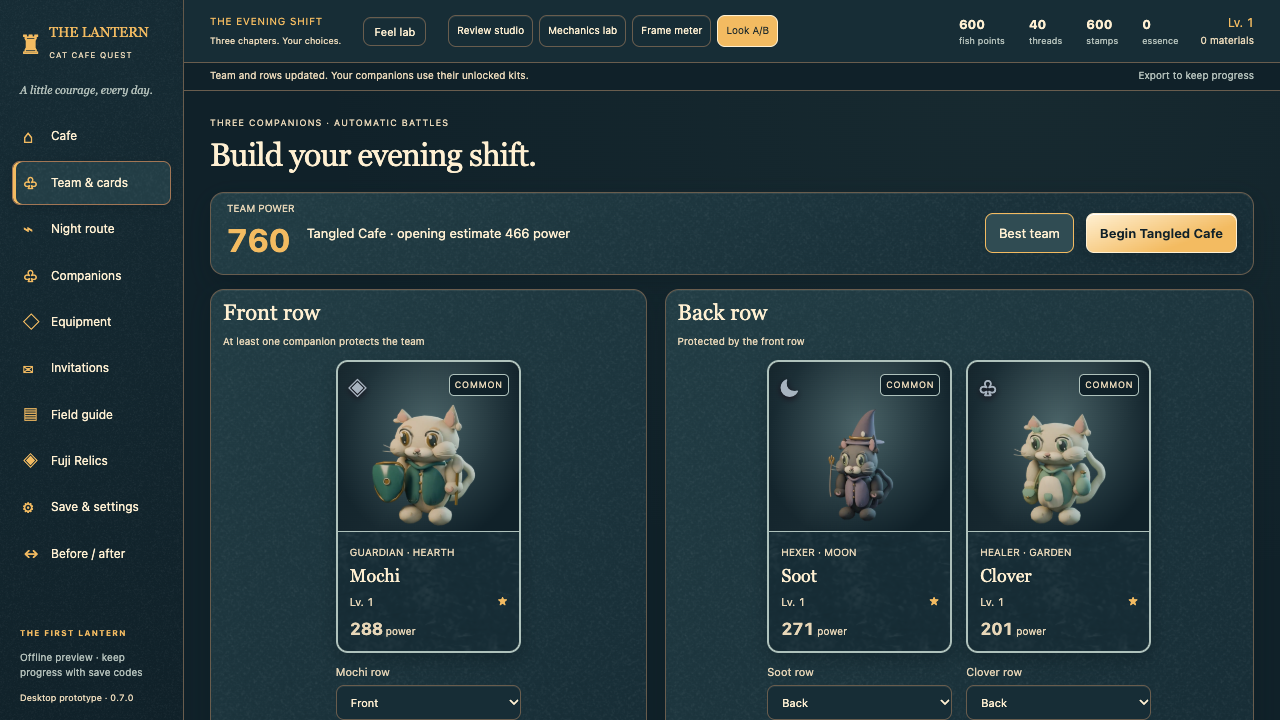 THE LANTERN
CAT CAFE QUEST
A little courage, every day.
Cafe
Team & cards
Night route
Companions
Equipment
Invitations
Field guide
Fuji Relics
Save & settings
Before / after
THE FIRST LANTERN
Offline preview · keep
progress with save codes
Desktop prototype · 0.7.0
THE EVENING SHIFT
Three chapters. Your choices.
Feel lab
Review studio
Mechanics lab
Frame meter
Look A/B
600
fish points
40
threads
600
stamps
0
essence
Lv. 1
0 materials
Team and rows updated. Your companions use their unlocked kits.
Export to keep progress
THREE COMPANIONS · AUTOMATIC BATTLES
Build your evening shift.
TEAM POWER
760
Tangled Cafe · opening estimate 466 power
Best team
Begin Tangled Cafe
Front row
At least one companion protects the team
COMMON
GUARDIAN · HEARTH
Mochi
Lv. 1
288 power
Mochi row
Front
Back row
Protected by the front row
COMMON
HEXER · MOON
Soot
Lv. 1
271 power
Soot row
Back
COMMON
HEALER · GARDEN
Clover
Lv. 1
201 power
Clover row
Back